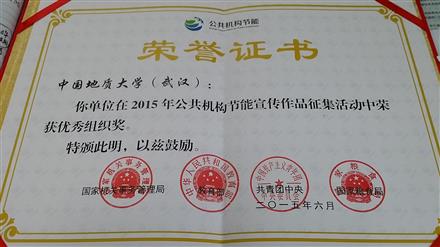 公共机构节能
荣誉证书
中国地质大学（武汉）：
你单位在2015年公共机构节能宣传作品征集活动中荣
获优秀组织奖。
特颁此明，以兹鼓励。
国家机关事务管理局 教育部 共青团中央 国家粮食局
二〇一五年六月